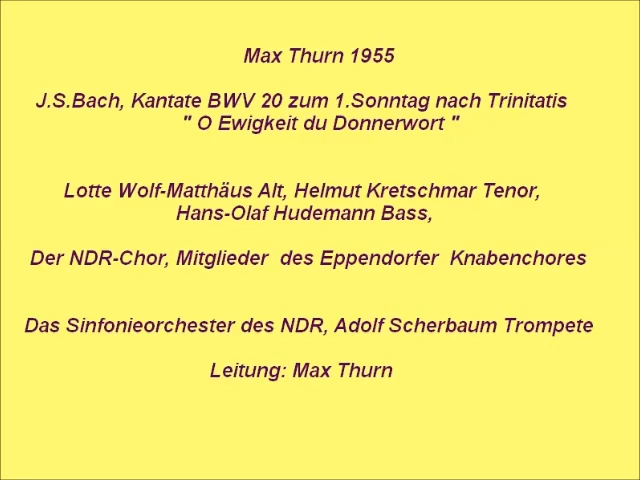 Max Thurn 1955
J.S.Bach, Kantate BWV 20 zum 1.Sonntag nach Trinitatis
" O Ewigkeit du Donnerwort "
Lotte Wolf-Matthäus Alt, Helmut Kretschmar Tenor,
Hans-Olaf Hudemann Bass,
Der NDR-Chor, Mitglieder des Eppendorfer Knabenchores
Das Sinfonieorchester des NDR, Adolf Scherbaum Trompete
Leitung: Max Thurn